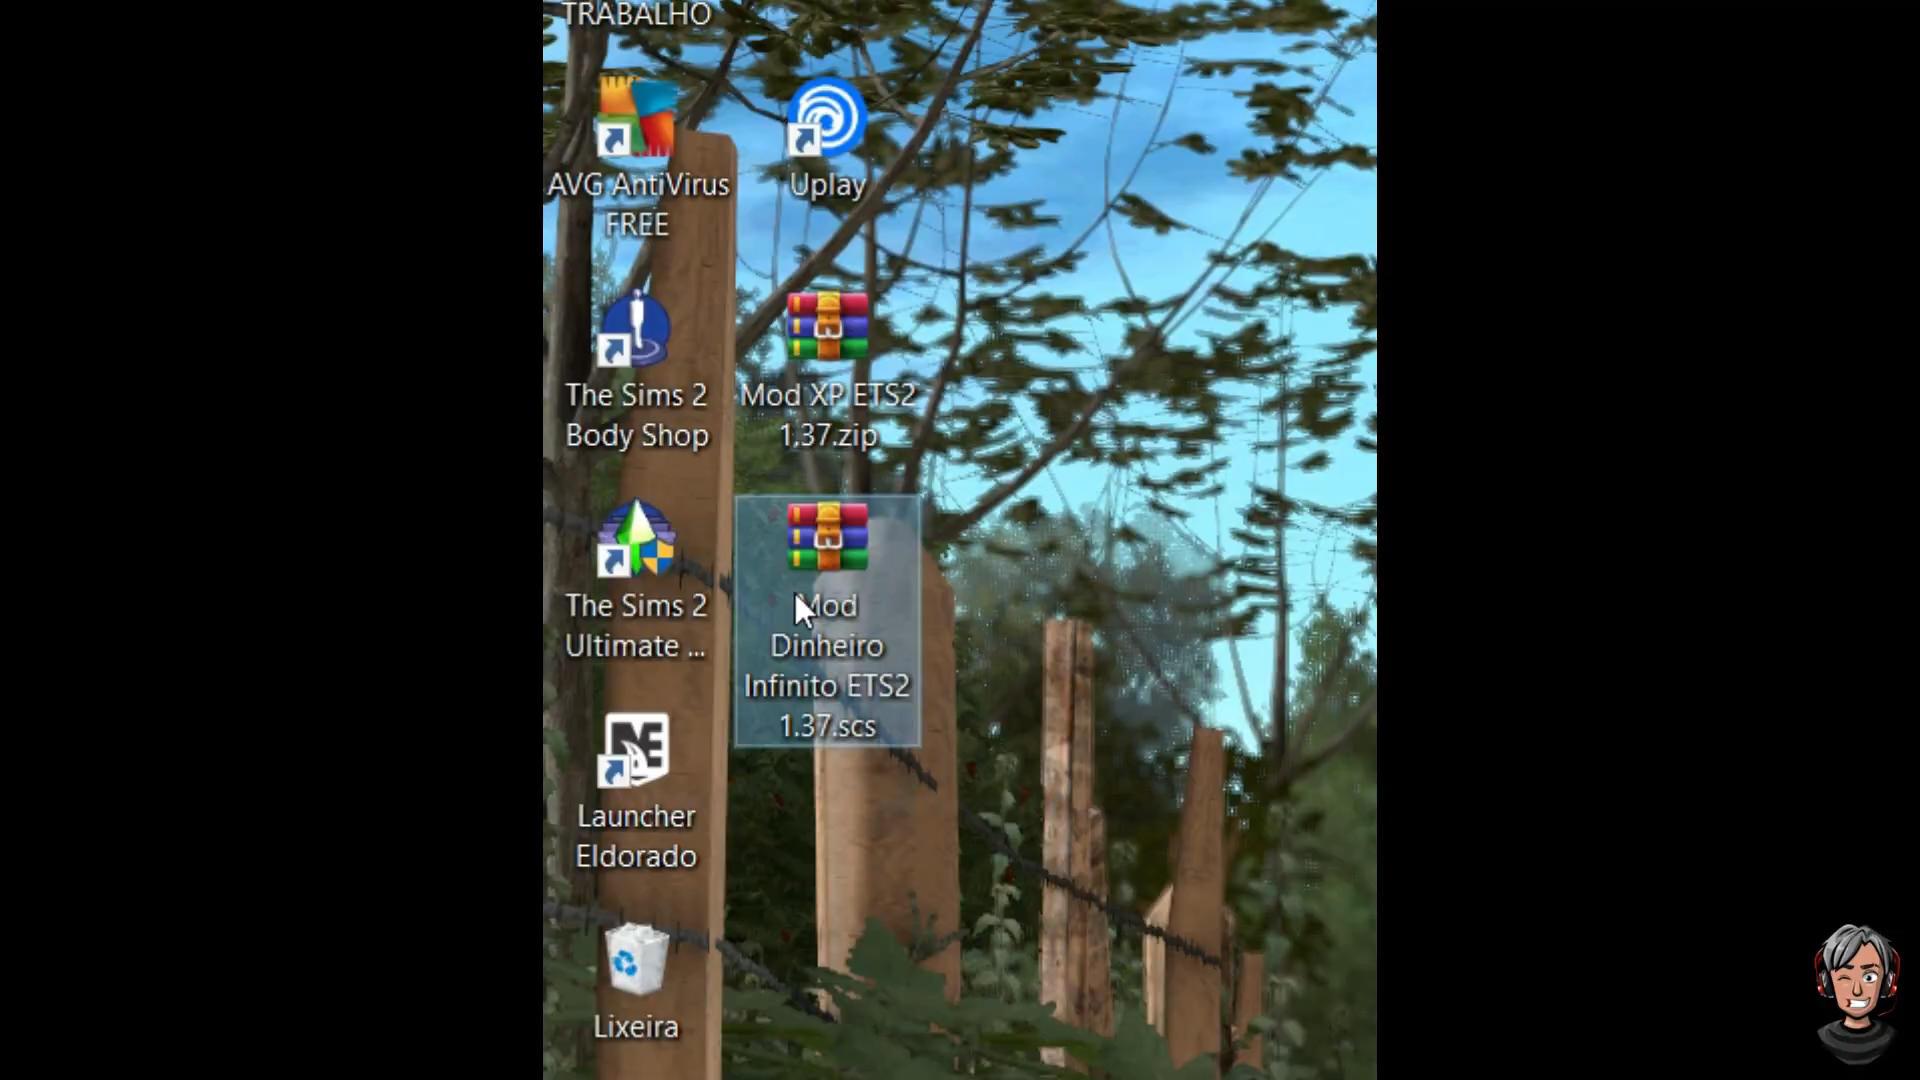 TRABALHO
AVG AntiVirus
FREE
Uplay
The Sims 2
Body Shop
Mod XP ETS2
1.37.zip
The Sims 2
Ultimate ...
Mod
Dinheiro
Infinito ETS2
1.37.scs
Launcher
Eldorado
Lixeira